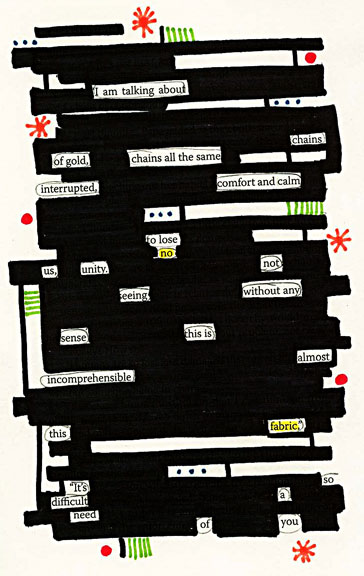 "I am talking about
chains
of gold, chains all the same
interrupted, comfort and calm
to lose
no
us, unity. not
seeing, without any
sense this is
almost
incomprehensible
fabric,"
this
so
"It's a
difficult
need of you